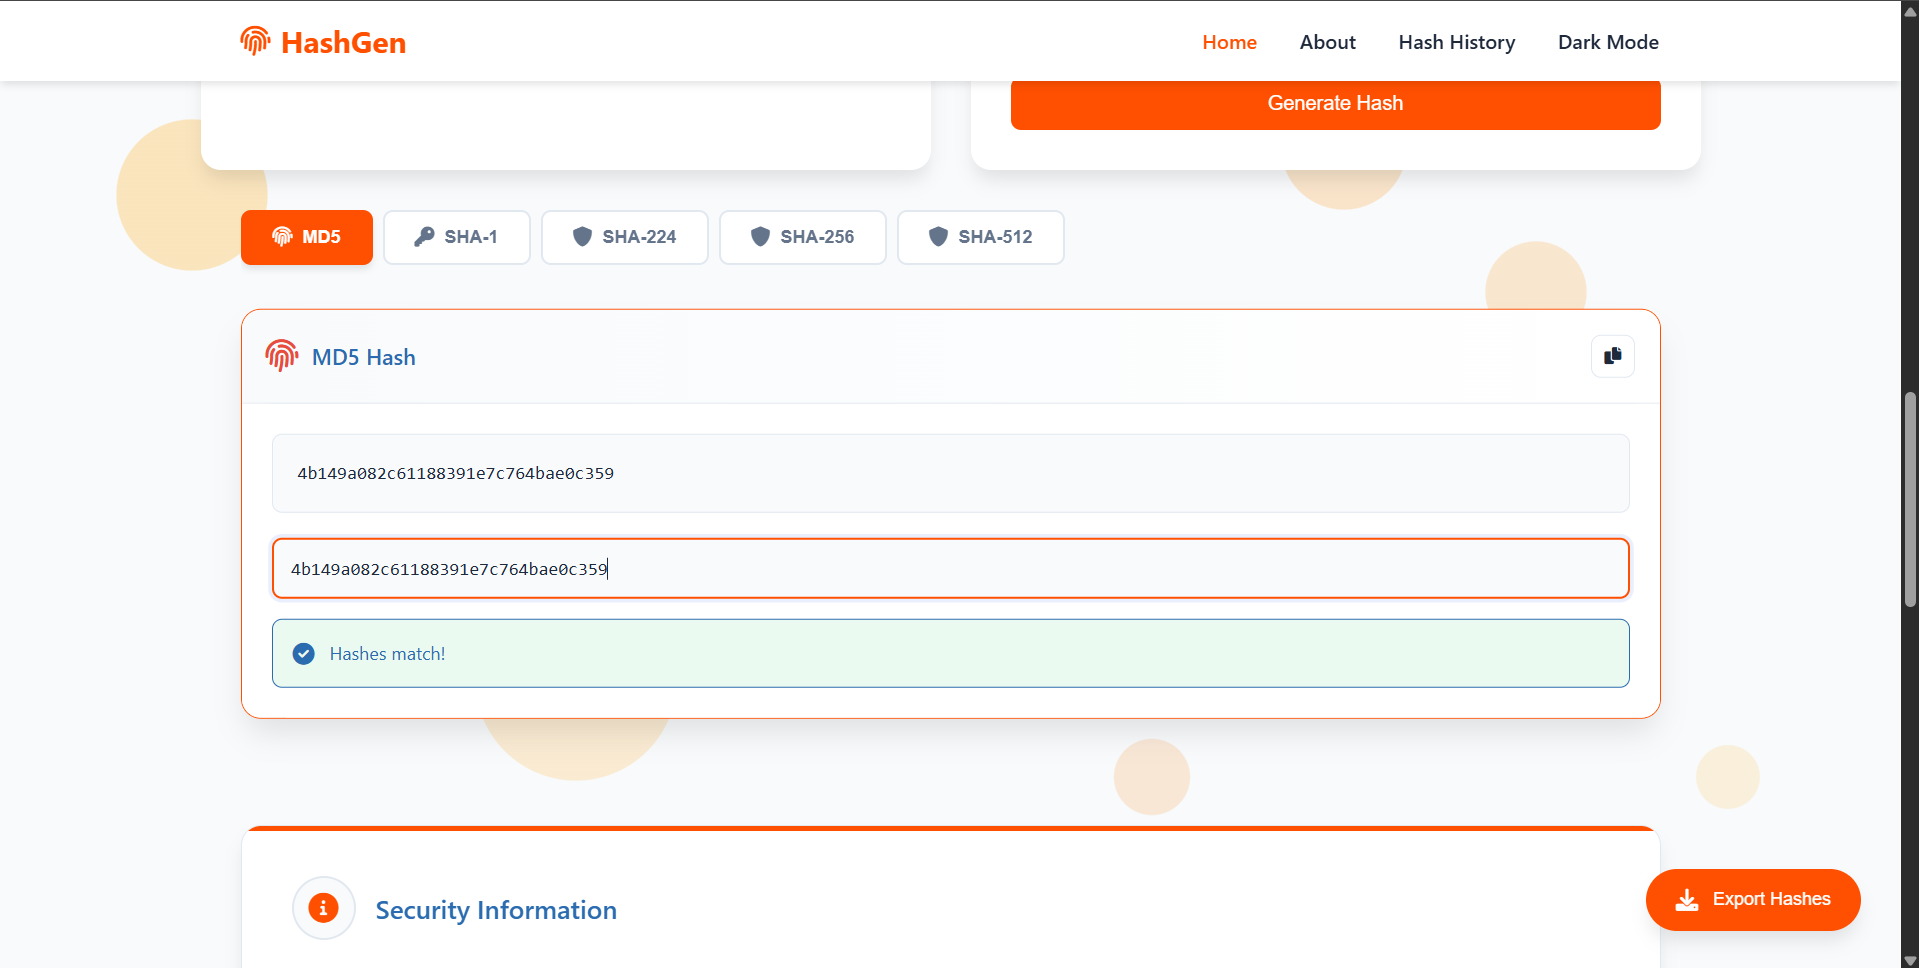 HashGen
Home About Hash History Dark Mode
Generate Hash
MD5 SHA-1 SHA-224 SHA-256 SHA-512
MD5 Hash
4b149a082c61188391e7c764bae0c359
4b149a082c61188391e7c764bae0c359
Hashes match!
Security Information
Export Hashes